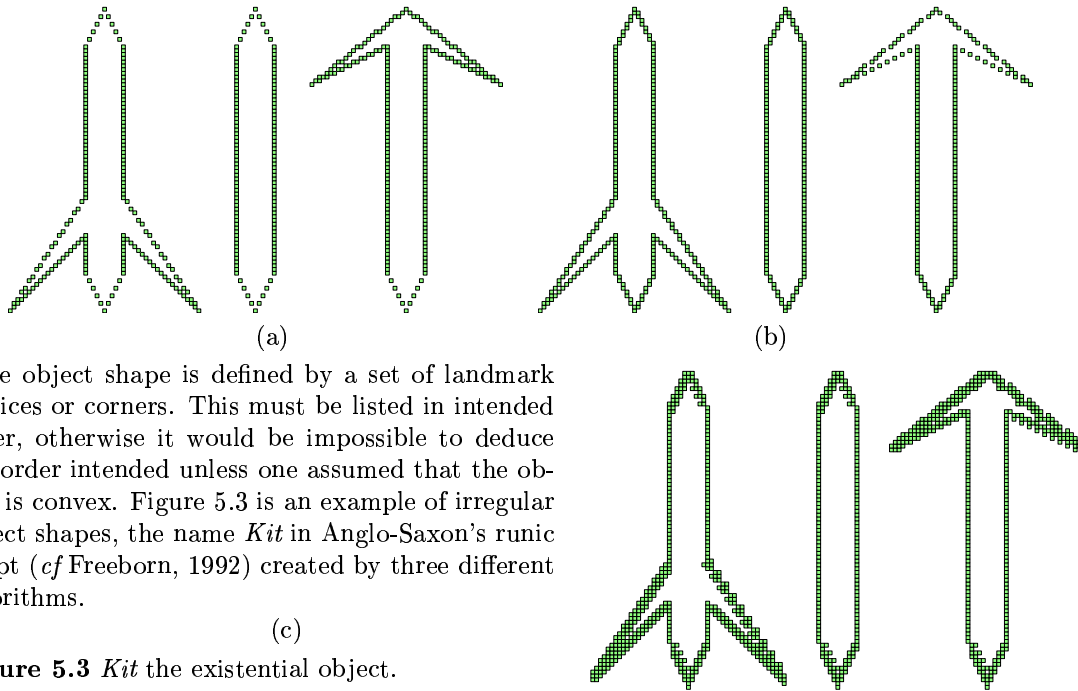 (a) (b)
e object shape is defined by a set of landmark
ices or corners. This must be listed in intended
er, otherwise it would be impossible to deduce
order intended unless one assumed that the ob-
is convex. Figure 5.3 is an example of irregular
ect shapes, the name Kit in Anglo-Saxon's runic
pt (cf Freeborn, 1992) created by three different
orithms.
(c)
ure 5.3 Kit the existential object.